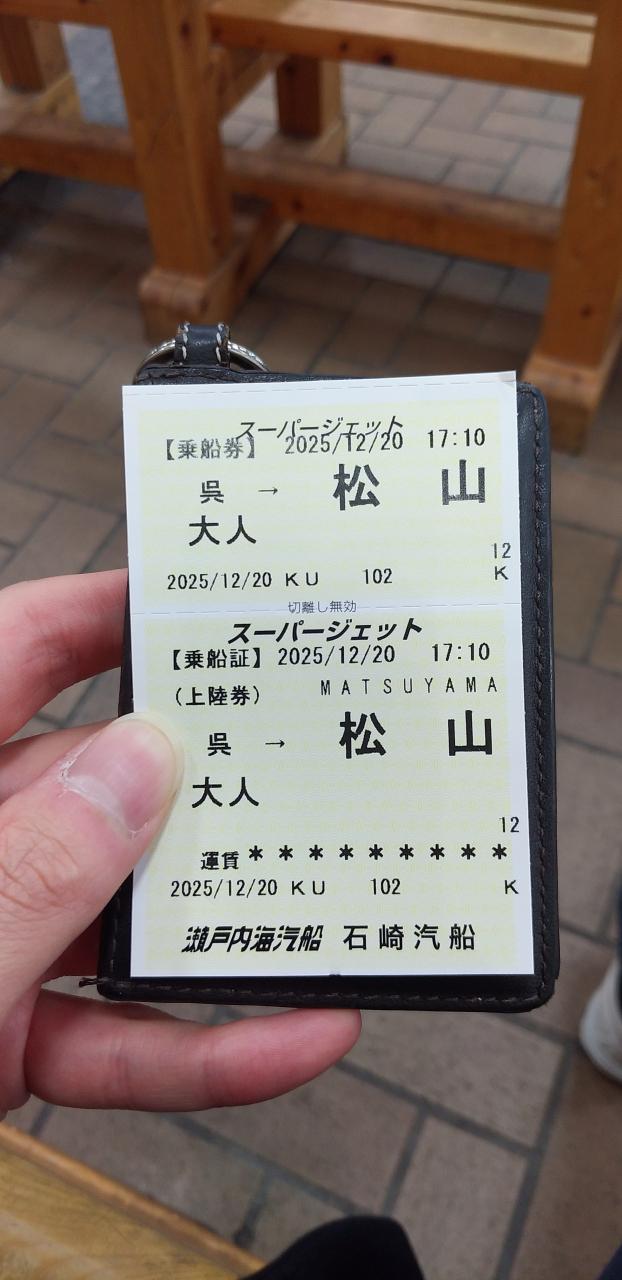 スーパージェット
【乗船券】 2025/12/20 17:10
呉 → 松 山
大人
12
2025/12/20 KU 102 K
切離し無効
スーパージェット
【乗船証】 2025/12/20 17:10
（上陸券） MATSUYAMA
呉 → 松 山
大人
12
運賃 * * * * * * * * *
2025/12/20 KU 102 K
瀬戸内海汽船 石崎汽船